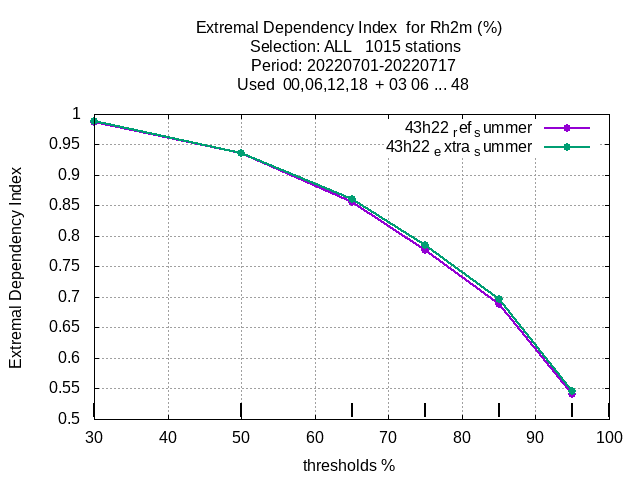 Extremal Dependency Index for Rh2m (%)
Selection: ALL 1015 stations
Period: 20220701-20220717
Used 00,06,12,18 + 03 06 ... 48
43h22 ref summer
43h22 extra summer
Extremal Dependency Index
1
0.95
0.9
0.85
0.8
0.75
0.7
0.65
0.6
0.55
0.5
30 40 50 60 70 80 90 100
thresholds %